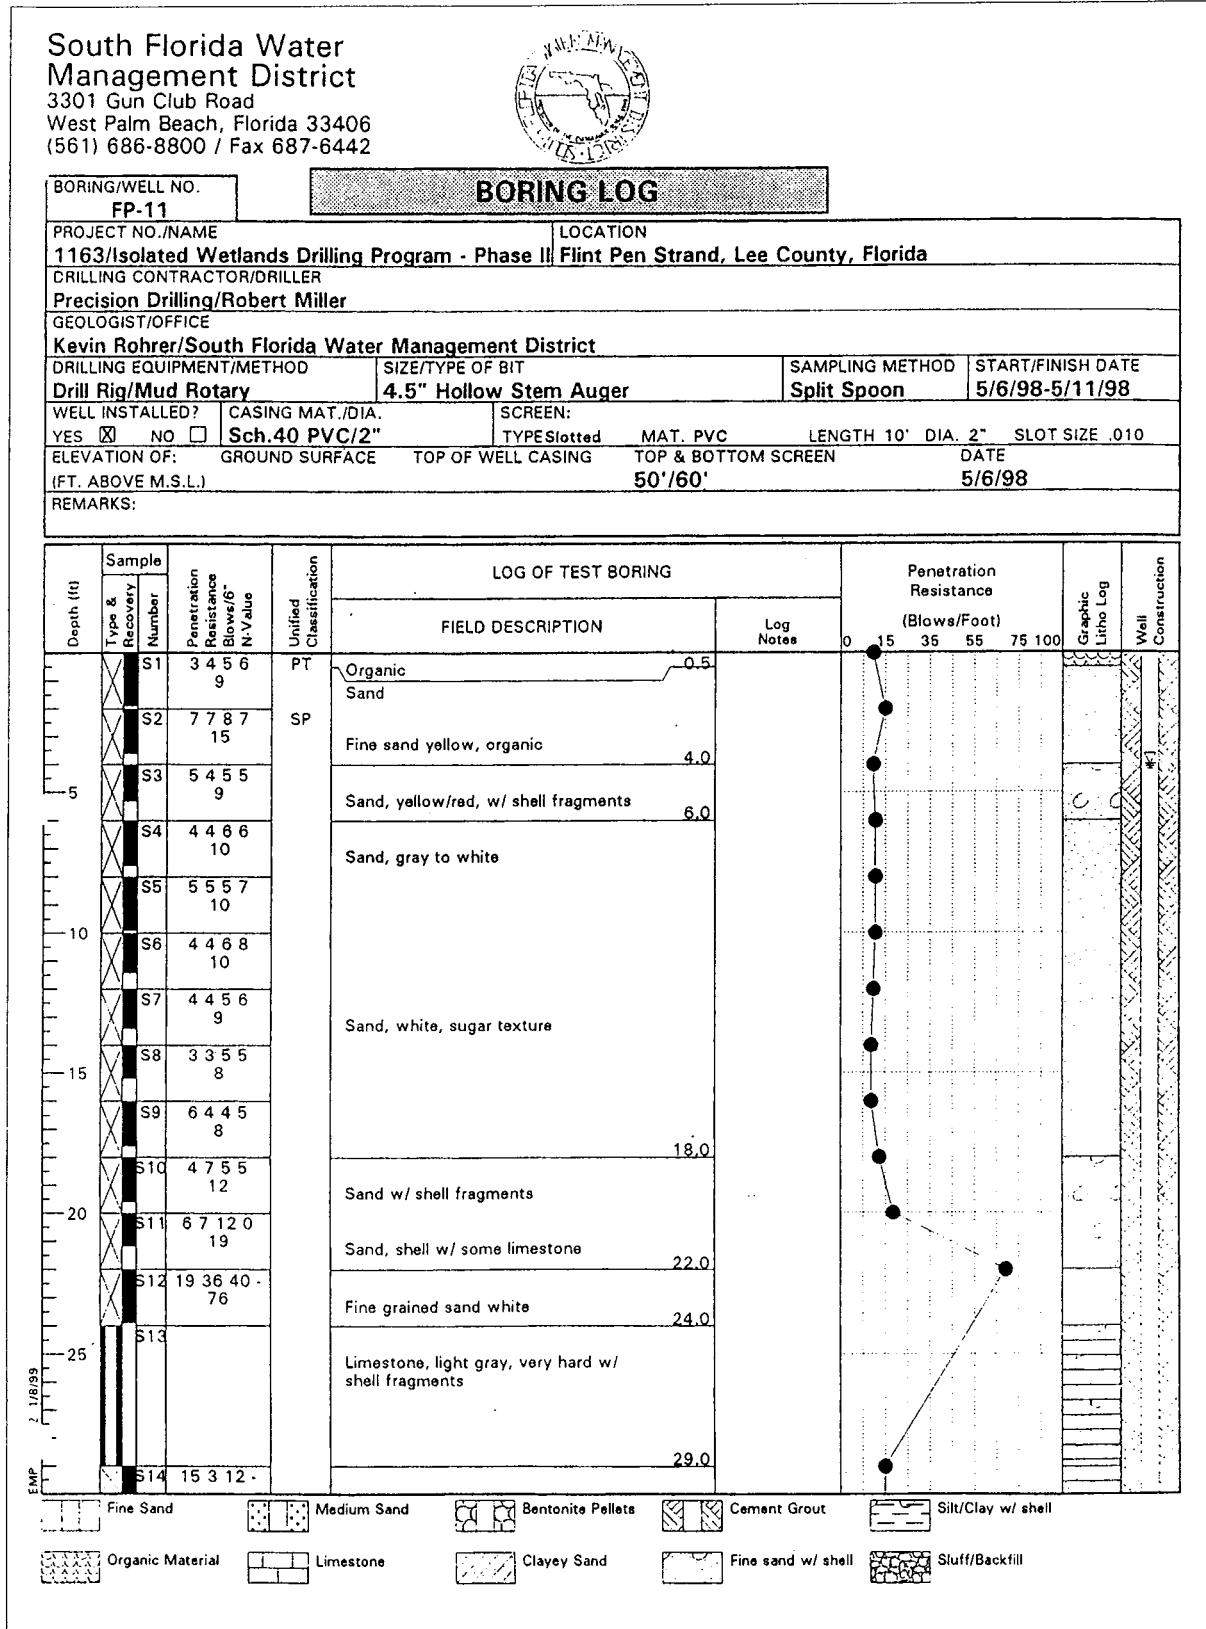 South Florida Water
Management District
3301 Gun Club Road
West Palm Beach, Florida 33406
(561) 686-8800 / Fax 687-6442
BORING/WELL NO.
FP-11
BORING LOG
PROJECT NO./NAME LOCATION
1163/Isolated Wetlands Drilling Program - Phase II Flint Pen Strand, Lee County, Florida
DRILLING CONTRACTOR/DRILLER
Precision Drilling/Robert Miller
GEOLOGIST/OFFICE
Kevin Rohrer/South Florida Water Management District
DRILLING EQUIPMENT/METHOD SIZE/TYPE OF BIT SAMPLING METHOD START/FINISH DATE
Drill Rig/Mud Rotary 4.5" Hollow Stem Auger Split Spoon 5/6/98-5/11/98
WELL INSTALLED? CASING MAT./DIA. SCREEN:
YES ☒ NO ☐ Sch.40 PVC/2" TYPE Slotted MAT. PVC LENGTH 10' DIA. 2" SLOT SIZE .010
ELEVATION OF: GROUND SURFACE TOP OF WELL CASING TOP & BOTTOM SCREEN DATE
(FT. ABOVE M.S.L.) 50'/60' 5/6/98
REMARKS:
Depth (ft)
Sample
Type & Recovery
Number
Penetration Resistance Blows/6" N-Value
Unified Classification
LOG OF TEST BORING
FIELD DESCRIPTION
Log Notes
Penetration Resistance
(Blows/Foot)
0 15 35 55 75 100
Graphic Litho Log
Well Construction
S1 3 4 5 6 PT Organic 0.5
9 Sand
S2 7 7 8 7 SP
15 Fine sand yellow, organic 4.0
S3 5 4 5 5
5 9 Sand, yellow/red, w/ shell fragments 6.0
S4 4 4 6 6
10 Sand, gray to white
S5 5 5 5 7
10
10 S6 4 4 6 8
10
S7 4 4 5 6
9 Sand, white, sugar texture
S8 3 3 5 5
15 8
S9 6 4 4 5
8 18.0
S10 4 7 5 5
12 Sand w/ shell fragments
20 S11 6 7 12 0
19 Sand, shell w/ some limestone 22.0
S12 19 36 40 -
76 Fine grained sand white 24.0
S13
25 Limestone, light gray, very hard w/
shell fragments
29.0
S14 15 3 12 -
EMP 1/8/99
Fine Sand Medium Sand Bentonite Pellets Cement Grout Silt/Clay w/ shell
Organic Material Limestone Clayey Sand Fine sand w/ shell Sluff/Backfill